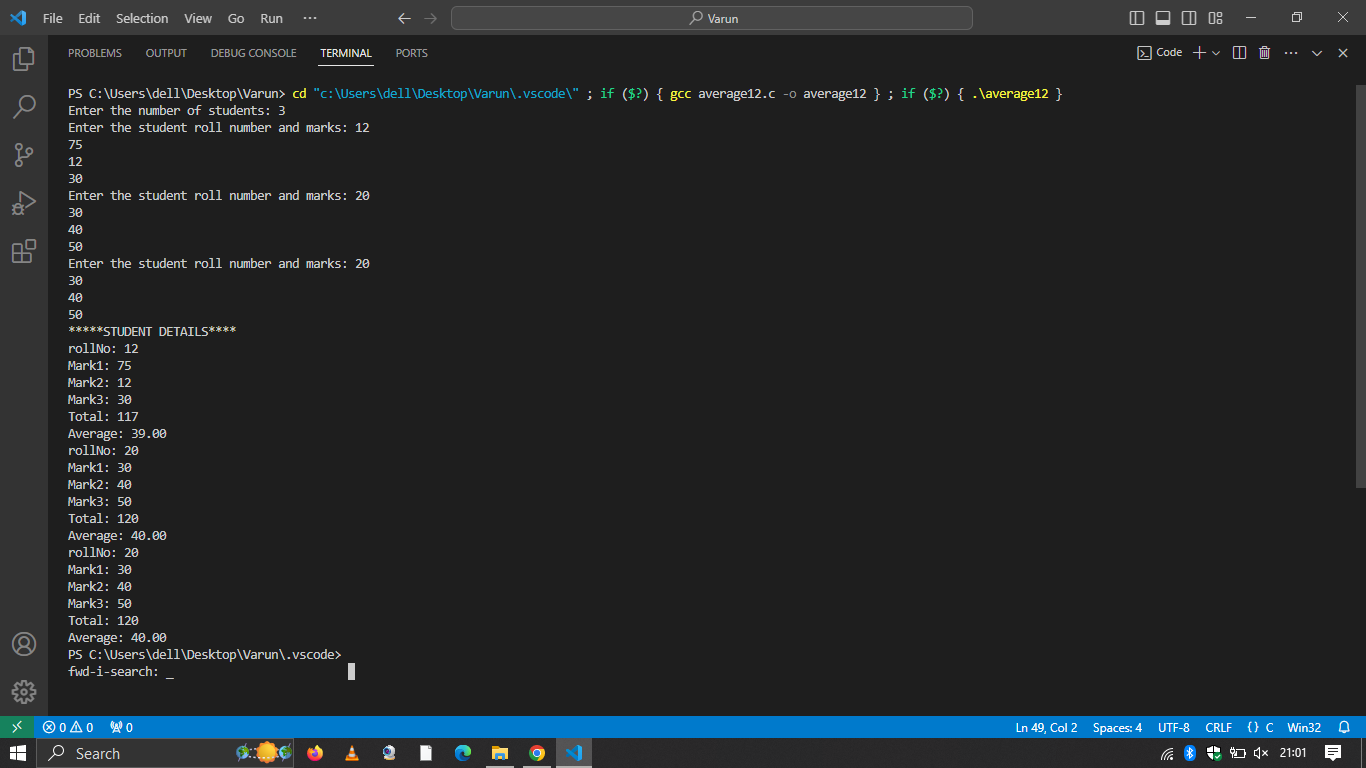 File Edit Selection View Go Run ··· Varun
PROBLEMS OUTPUT DEBUG CONSOLE TERMINAL PORTS Code
PS C:\Users\dell\Desktop\Varun> cd "c:\Users\dell\Desktop\Varun\.vscode\" ; if ($?) { gcc average12.c -o average12 } ; if ($?) { .\average12 }
Enter the number of students: 3
Enter the student roll number and marks: 12
75
12
30
Enter the student roll number and marks: 20
30
40
50
Enter the student roll number and marks: 20
30
40
50
*****STUDENT DETAILS****
rollNo: 12
Mark1: 75
Mark2: 12
Mark3: 30
Total: 117
Average: 39.00
rollNo: 20
Mark1: 30
Mark2: 40
Mark3: 50
Total: 120
Average: 40.00
rollNo: 20
Mark1: 30
Mark2: 40
Mark3: 50
Total: 120
Average: 40.00
PS C:\Users\dell\Desktop\Varun\.vscode>
fwd-i-search: _
0 0 0 Ln 49, Col 2 Spaces: 4 UTF-8 CRLF {} C Win32
Search 21:01